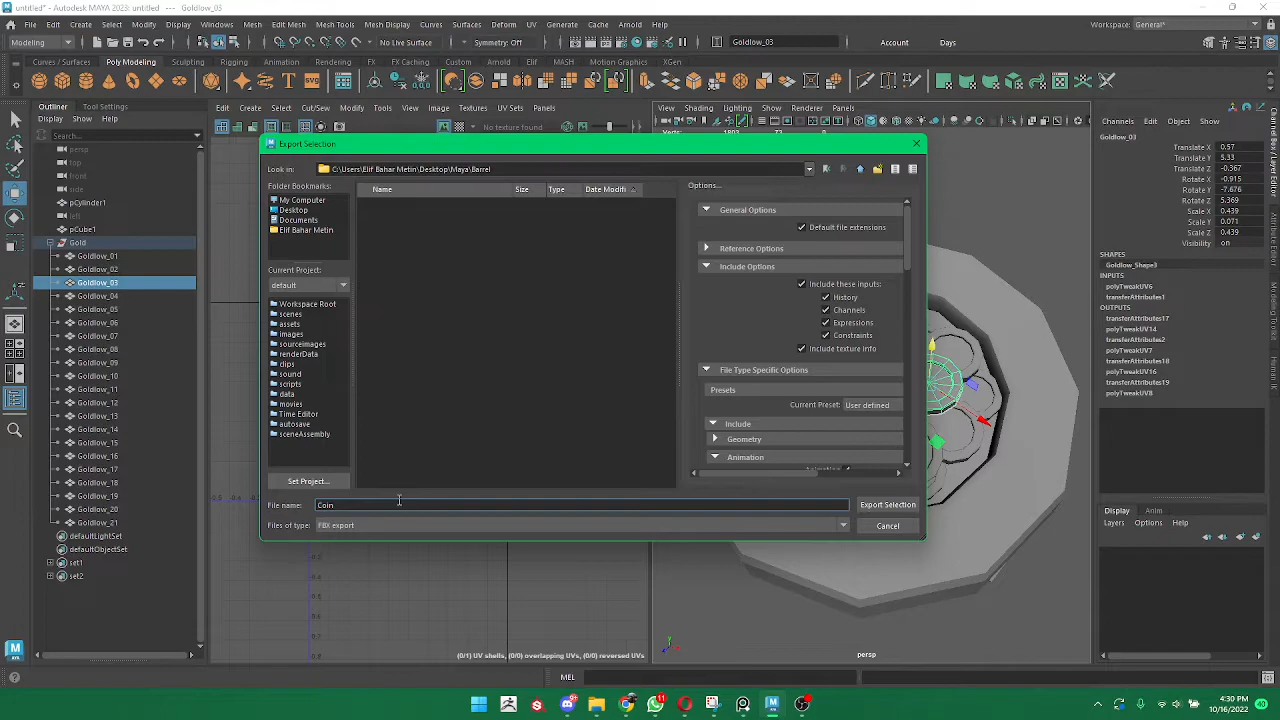 untitled* - Autodesk MAYA 2023: untitled --- Goldlow_03
File Edit Create Select Modify Display Windows Mesh Edit Mesh Mesh Tools Mesh Display Curves Surfaces Deform UV Generate Cache Arnold Help
Workspace: General*
Modeling
No Live Surface
Symmetry: Off
Goldlow_03
Account
Days
Curves / Surfaces Poly Modeling Sculpting Rigging Animation Rendering FX FX Caching Custom Arnold Elif MASH Motion Graphics XGen
Outliner Tool Settings
Display Show Help
Search...
persp
top
front
side
pCylinder1
left
pCube1
Gold
Goldlow_01
Goldlow_02
Goldlow_03
Goldlow_04
Goldlow_05
Goldlow_06
Goldlow_07
Goldlow_08
Goldlow_09
Goldlow_10
Goldlow_11
Goldlow_12
Goldlow_13
Goldlow_14
Goldlow_15
Goldlow_16
Goldlow_17
Goldlow_18
Goldlow_19
Goldlow_20
Goldlow_21
defaultLightSet
defaultObjectSet
set1
set2
Edit Create Select Cut/Sew Modify Tools View Image Textures UV Sets Panels
No texture found
View Shading Lighting Show Renderer Panels
Export Selection
Look in: C:\Users\Elif Bahar Metin\Desktop\Maya\Barrel
Folder Bookmarks:
My Computer
Desktop
Documents
Elif Bahar Metin
Current Project:
default
Workspace Root
scenes
assets
images
sourceimages
renderData
clips
sound
scripts
data
movies
Time Editor
autosave
sceneAssembly
Set Project...
Name Size Type Date Modifi
Options...
General Options
Default file extensions
Reference Options
Include Options
Include these inputs:
History
Channels
Expressions
Constraints
Include texture info
File Type Specific Options
Presets
Current Preset: User defined
Include
Geometry
Animation
File name: Coin
Export Selection
Files of type: FBX export
Cancel
(0/1) UV shells, (0/0) overlapping UVs, (0/0) reversed UVs
persp
Channels Edit Object Show
Goldlow_03
Translate X 0.57
Translate Y 5.33
Translate Z -0.367
Rotate X -0.915
Rotate Y -7.676
Rotate Z 5.369
Scale X 0.439
Scale Y 0.071
Scale Z 0.439
Visibility on
SHAPES
Goldlow_Shape3
INPUTS
polyTweakUV6
transferAttributes1
OUTPUTS
transferAttributes17
polyTweakUV14
transferAttributes2
polyTweakUV7
transferAttributes18
polyTweakUV16
transferAttributes19
polyTweakUV8
Display Anim
Layers Options Help
Channel Box / Layer Editor
Attribute Editor
Modeling Toolkit
Human IK
MEL
4:30 PM
10/16/2022